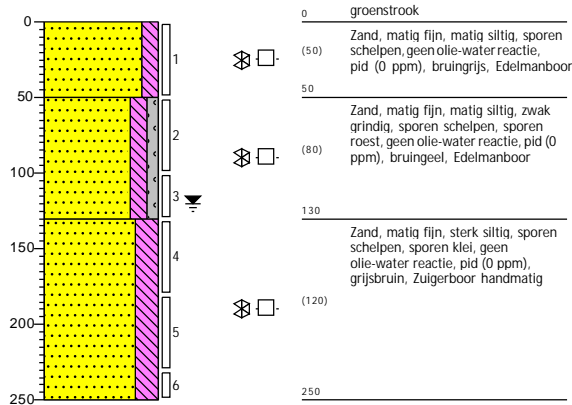 0
50
100
150
200
250
1
2
3
4
5
6
0
groenstrook
(50)
Zand, matig fijn, matig siltig, sporen
schelpen, geen olie-water reactie,
pid (0 ppm), bruingrijs, Edelmanboor
50
(80)
Zand, matig fijn, matig siltig, zwak
grindig, sporen schelpen, sporen
roest, geen olie-water reactie, pid (0
ppm), bruingeel, Edelmanboor
130
(120)
Zand, matig fijn, sterk siltig, sporen
schelpen, sporen klei, geen
olie-water reactie, pid (0 ppm),
grijsbruin, Zuigerboor handmatig
250